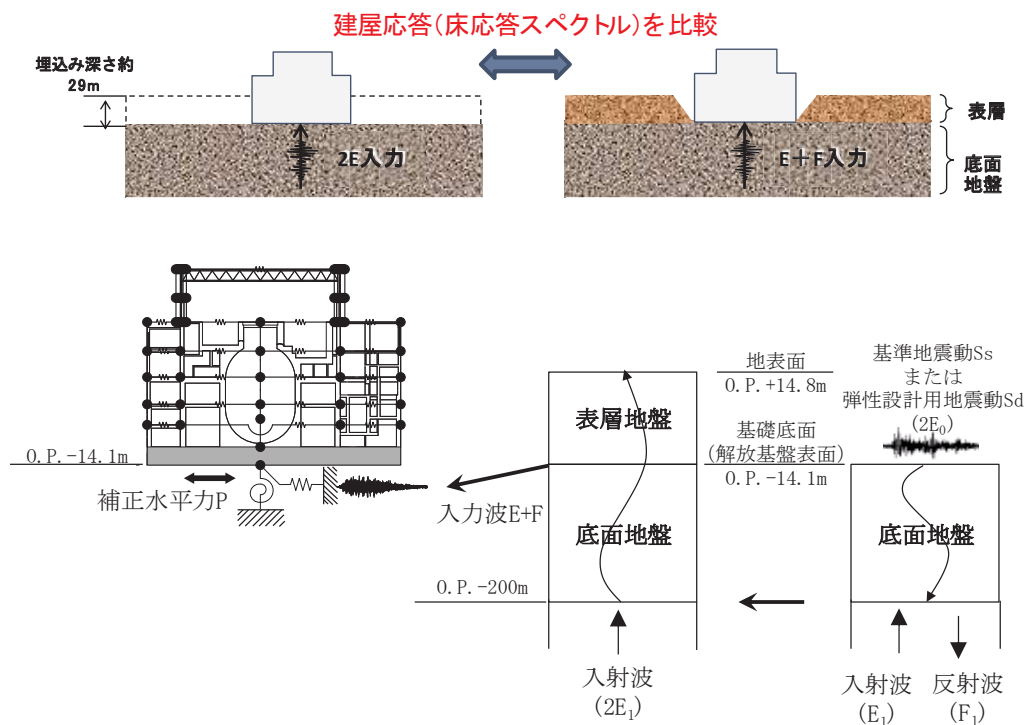 建屋応答(床応答スペクトル)を比較
埋込み深さ約
29m
2E入力
E+F入力
表層
底面
地盤
O.P.-14.1m
補正水平力P
入力波E+F
地表面
O.P.+14.8m
表層地盤
基礎底面
(解放基盤表面)
O.P.-14.1m
底面地盤
O.P.-200m
入射波
(2E₁)
基準地震動Ss
または
弾性設計用地震動Sd
(2E₀)
底面地盤
入射波
(E₁)
反射波
(F₁)